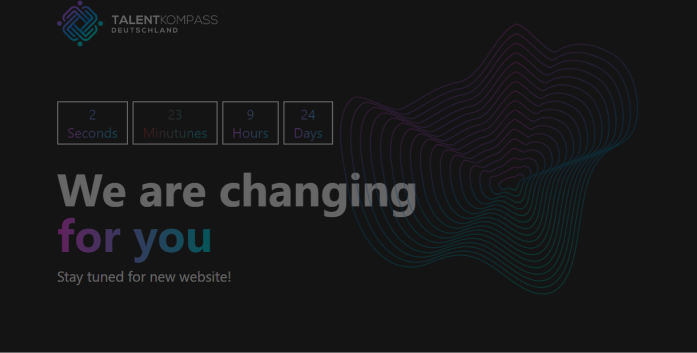 TALENTKOMPASS
DEUTSCHLAND
2 23 9 24
Seconds Minutunes Hours Days
We are changing
for you
Stay tuned for new website!